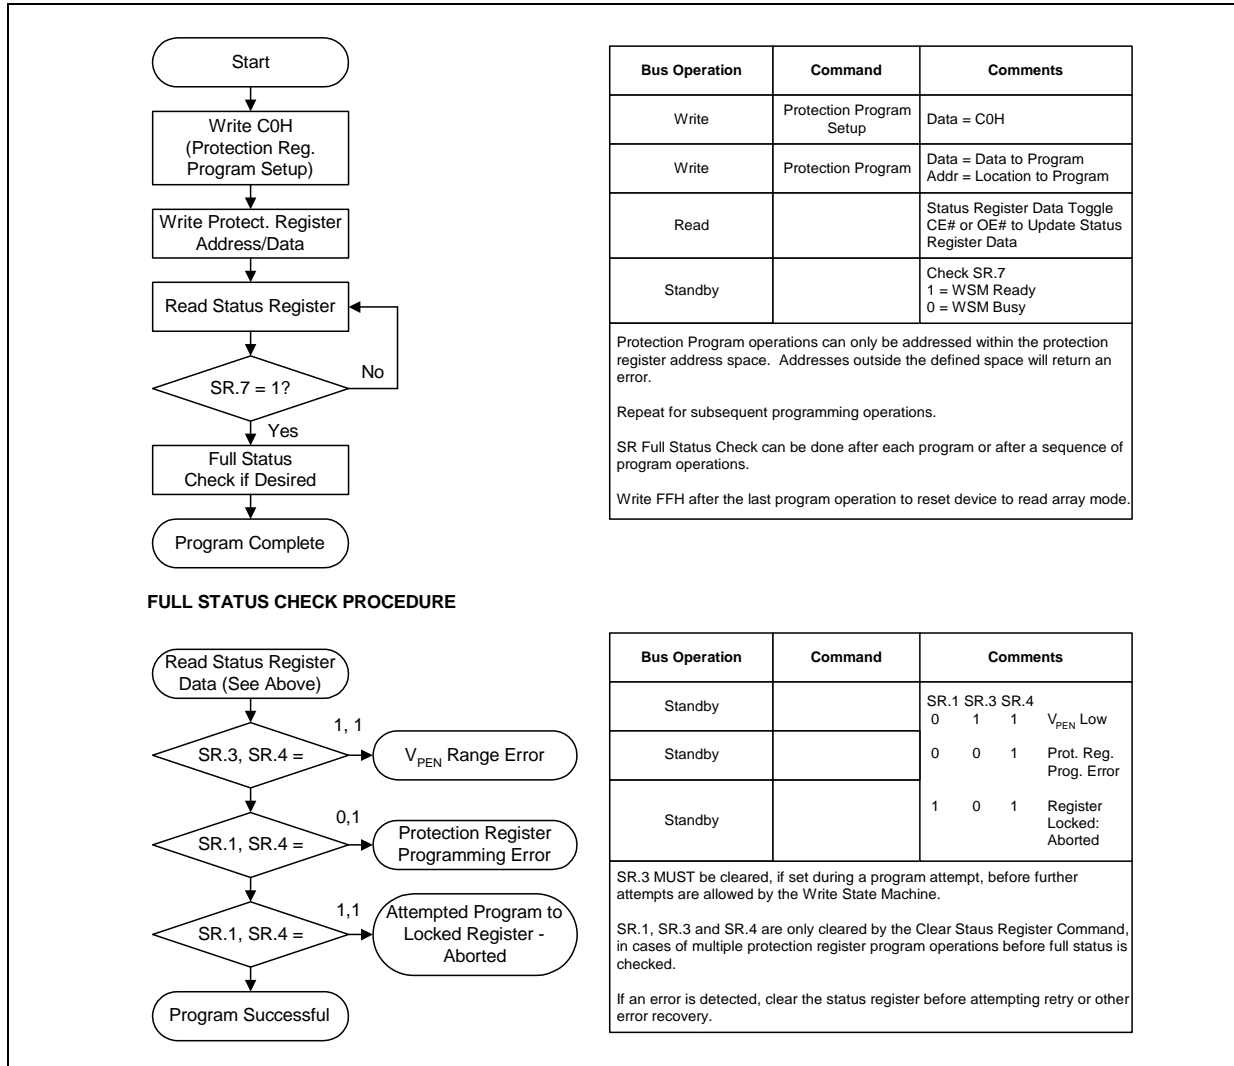 Start
Write C0H
(Protection Reg.
Program Setup)
Write Protect. Register
Address/Data
Read Status Register
No
SR.7 = 1?
Yes
Full Status
Check if Desired
Program Complete
Bus Operation Command Comments
Write Protection Program
Setup Data = C0H
Write Protection Program Data = Data to Program
Addr = Location to Program
Read Status Register Data Toggle
CE# or OE# to Update Status
Register Data
Standby Check SR.7
1 = WSM Ready
0 = WSM Busy
Protection Program operations can only be addressed within the protection
register address space. Addresses outside the defined space will return an
error.
Repeat for subsequent programming operations.
SR Full Status Check can be done after each program or after a sequence of
program operations.
Write FFH after the last program operation to reset device to read array mode.
FULL STATUS CHECK PROCEDURE
Read Status Register
Data (See Above)
1, 1
SR.3, SR.4 =
VPEN Range Error
0,1
SR.1, SR.4 =
Protection Register
Programming Error
1,1
SR.1, SR.4 =
Attempted Program to
Locked Register -
Aborted
Program Successful
Bus Operation Command Comments
Standby SR.1 SR.3 SR.4
0 1 1 VPEN Low
Standby 0 0 1 Prot. Reg.
Prog. Error
Standby 1 0 1 Register
Locked:
Aborted
SR.3 MUST be cleared, if set during a program attempt, before further
attempts are allowed by the Write State Machine.
SR.1, SR.3 and SR.4 are only cleared by the Clear Staus Register Command,
in cases of multiple protection register program operations before full status is
checked.
If an error is detected, clear the status register before attempting retry or other
error recovery.